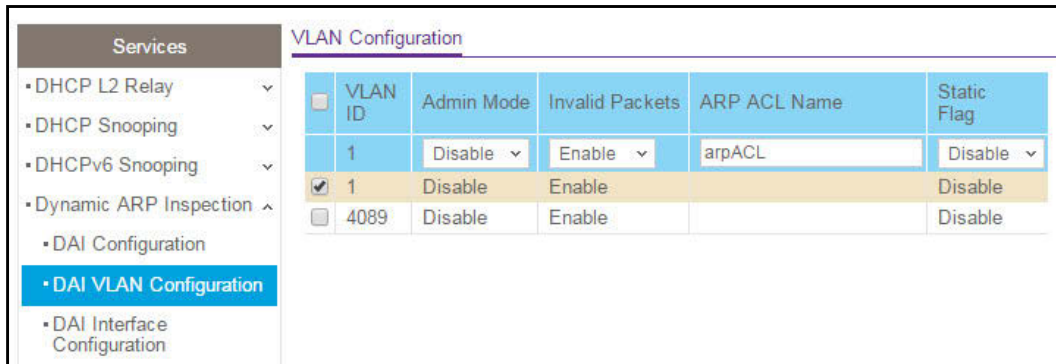 Services
▪ DHCP L2 Relay
▪ DHCP Snooping
▪ DHCPv6 Snooping
▪ Dynamic ARP Inspection
▪ DAI Configuration
▪ DAI VLAN Configuration
▪ DAI Interface
Configuration
VLAN Configuration
VLAN ID Admin Mode Invalid Packets ARP ACL Name Static Flag
1 Disable Enable arpACL Disable
1 Disable Enable Disable
4089 Disable Enable Disable